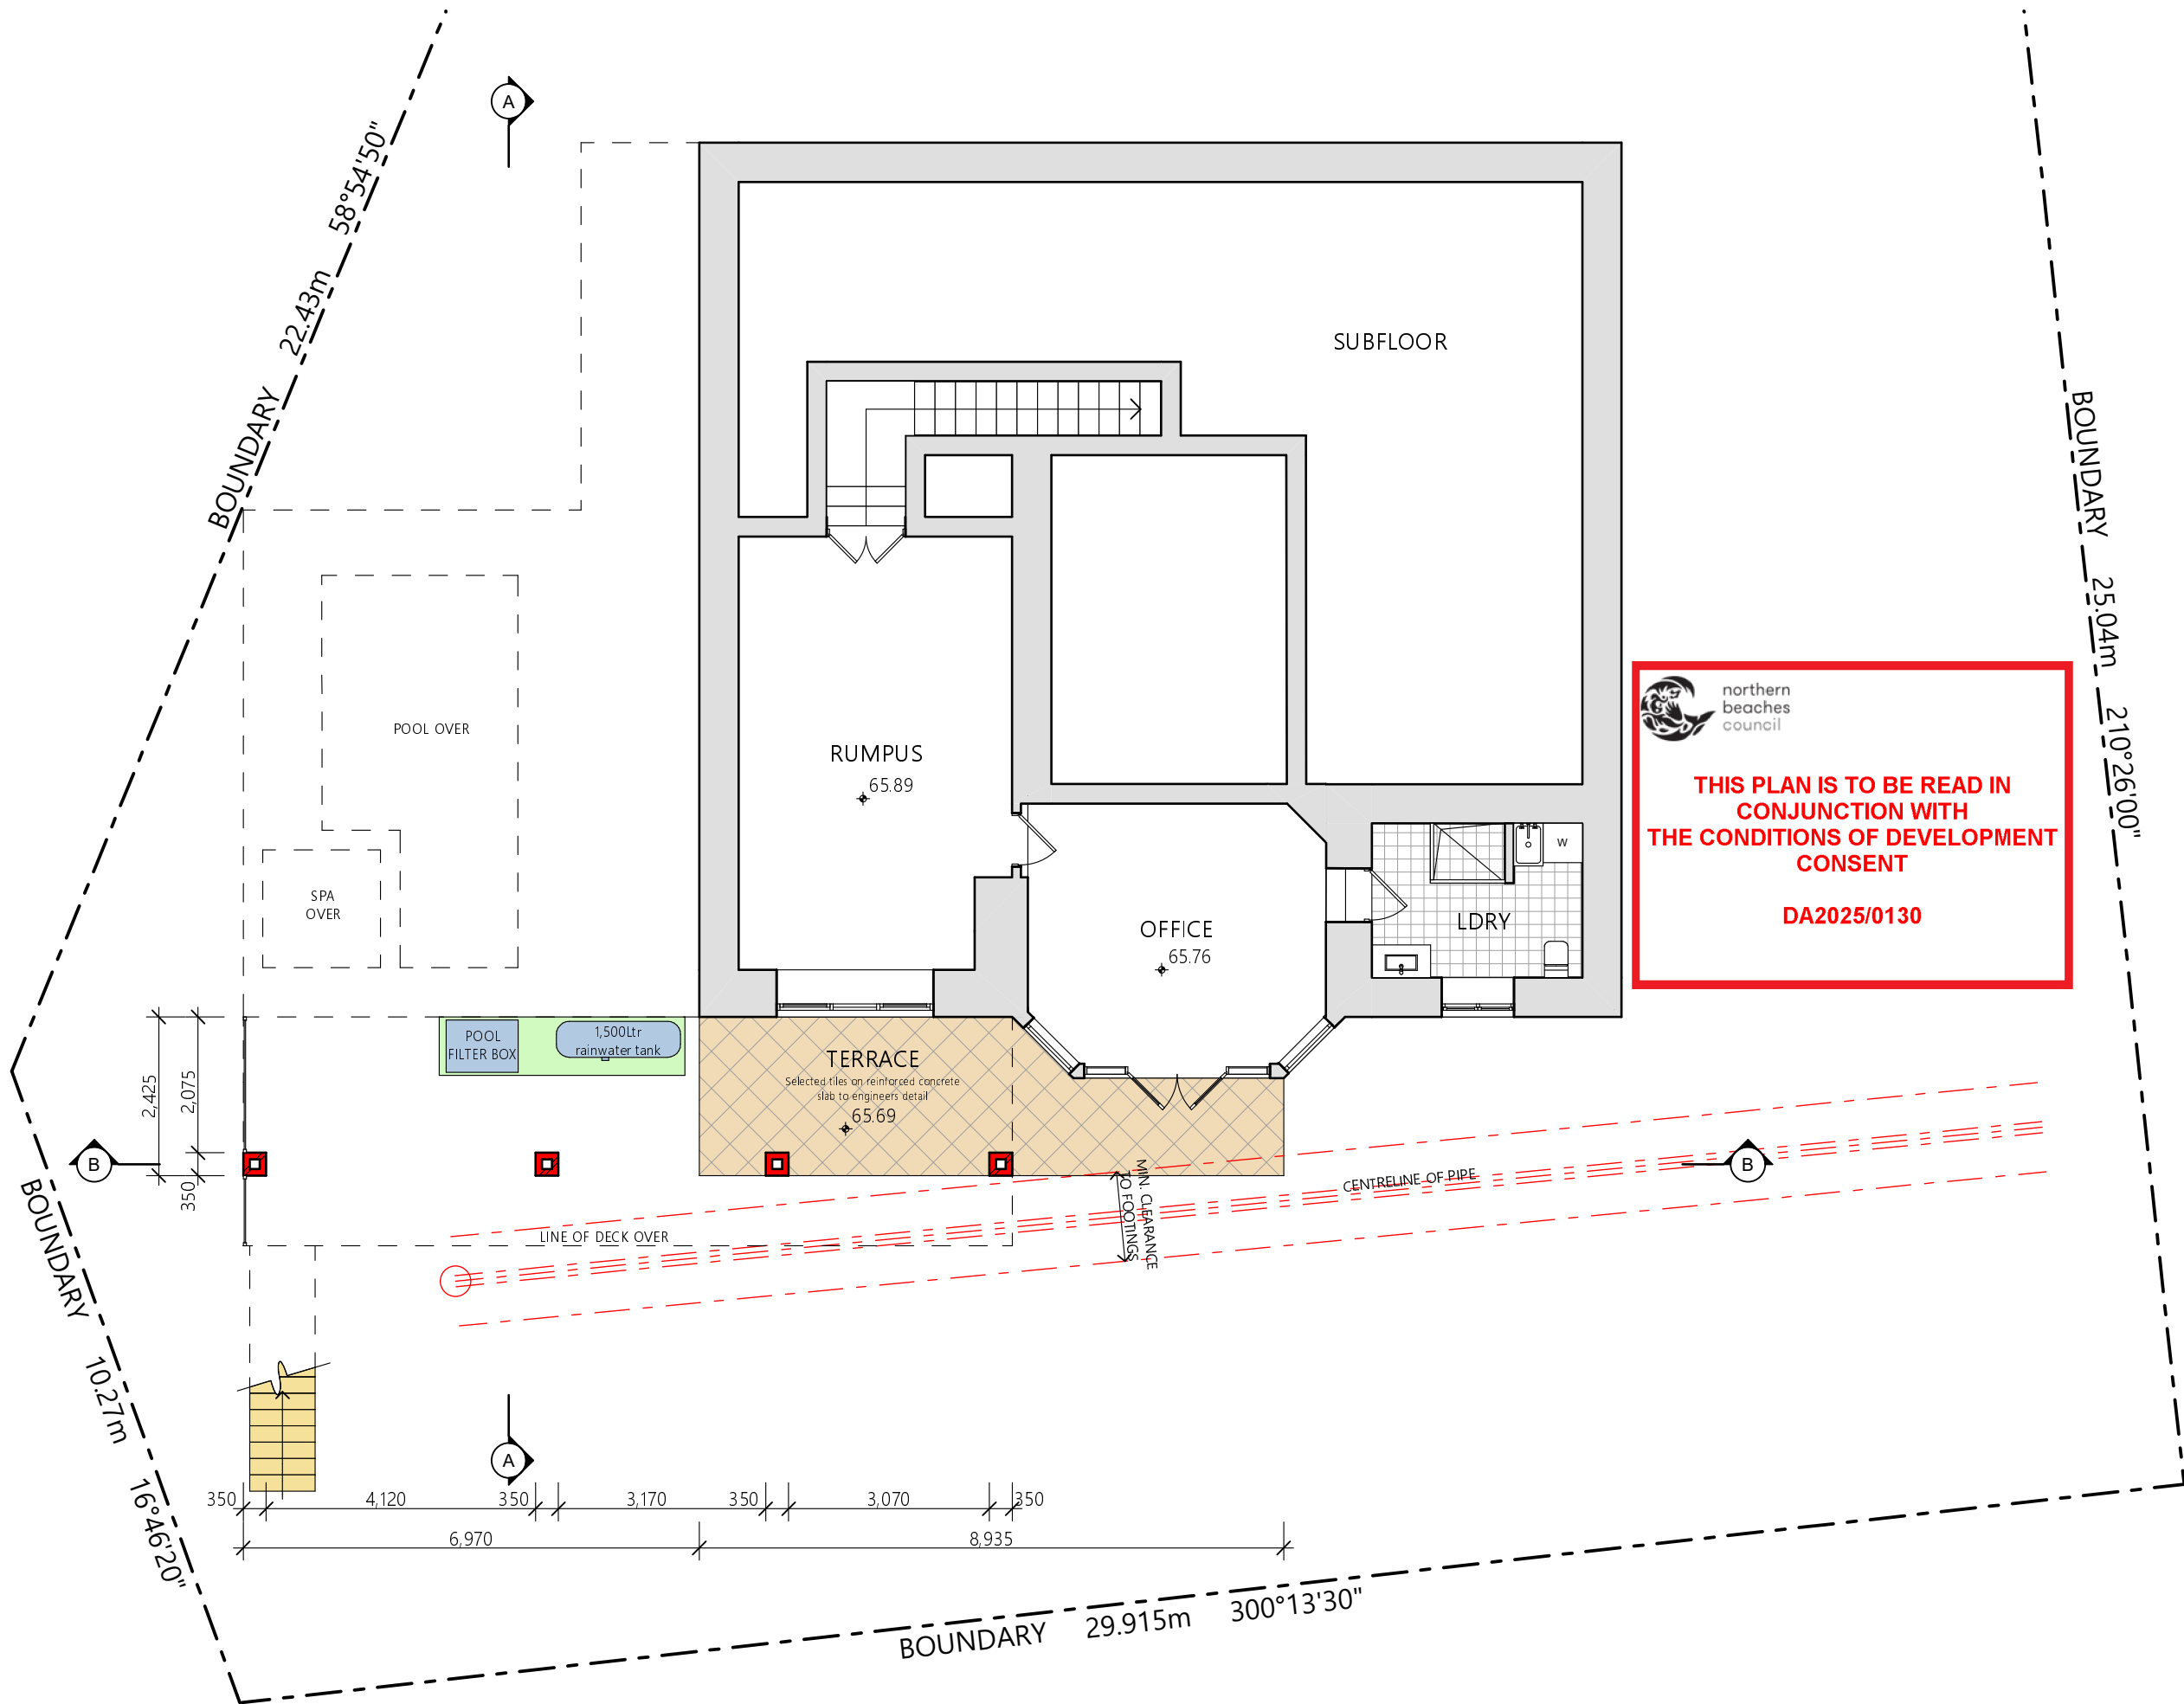 A
BOUNDARY 22.43m 58°54'50"
SUBFLOOR
BOUNDARY 25.04m 210°26'00"
POOL OVER
RUMPUS
65.89
northern
beaches
council
THIS PLAN IS TO BE READ IN
CONJUNCTION WITH
THE CONDITIONS OF DEVELOPMENT
CONSENT
DA2025/0130
W
SPA
OVER
OFFICE
65.76
LDRY
POOL
FILTER BOX
1,500Ltr
rainwater tank
TERRACE
Selected tiles on reinforced concrete
slab to engineers detail
65.69
2,425
2,075
350
B
B
MIN. CLEARANCE
TO FOOTINGS
CENTRELINE OF PIPE
LINE OF DECK OVER
BOUNDARY 10.27m 16°46'20"
A
350 4,120 350 3,170 350 3,070 350
6,970 8,935
BOUNDARY 29.915m 300°13'30"